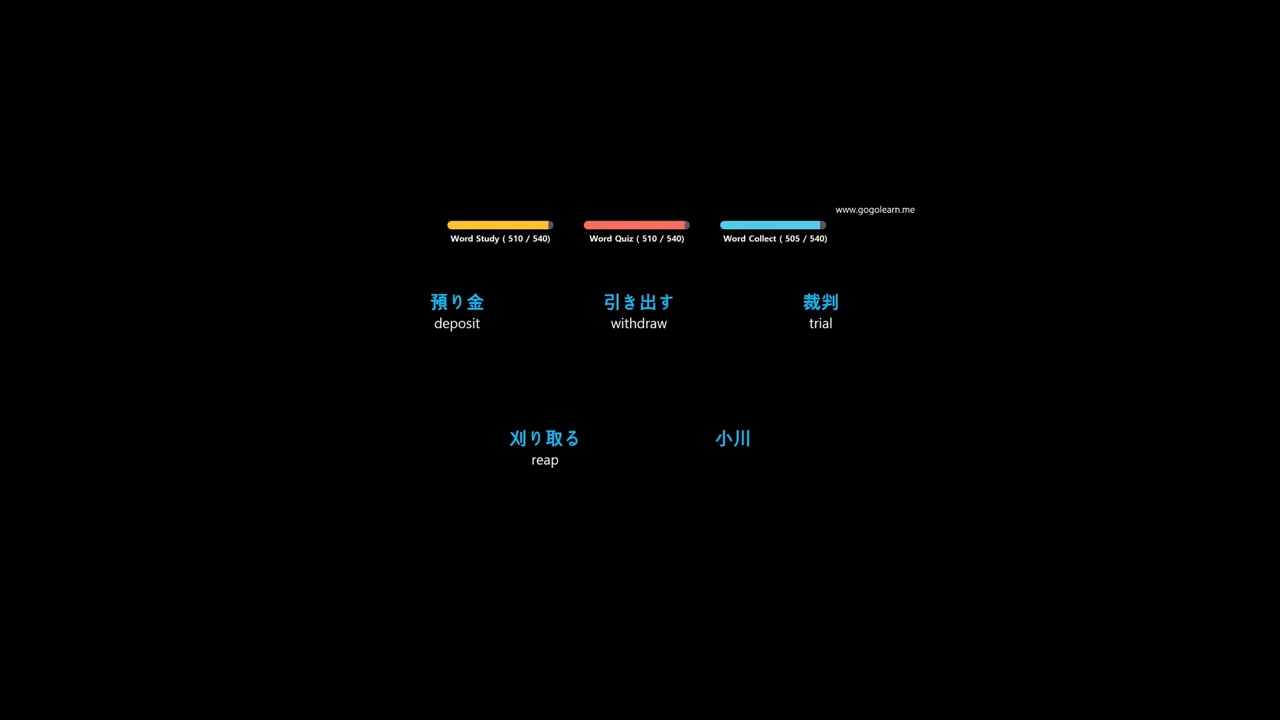 www.gogolearn.me
Word Study ( 510 / 540)
Word Quiz ( 510 / 540)
Word Collect ( 505 / 540)
預り金
deposit
引き出す
withdraw
裁判
trial
刈り取る
reap
小川